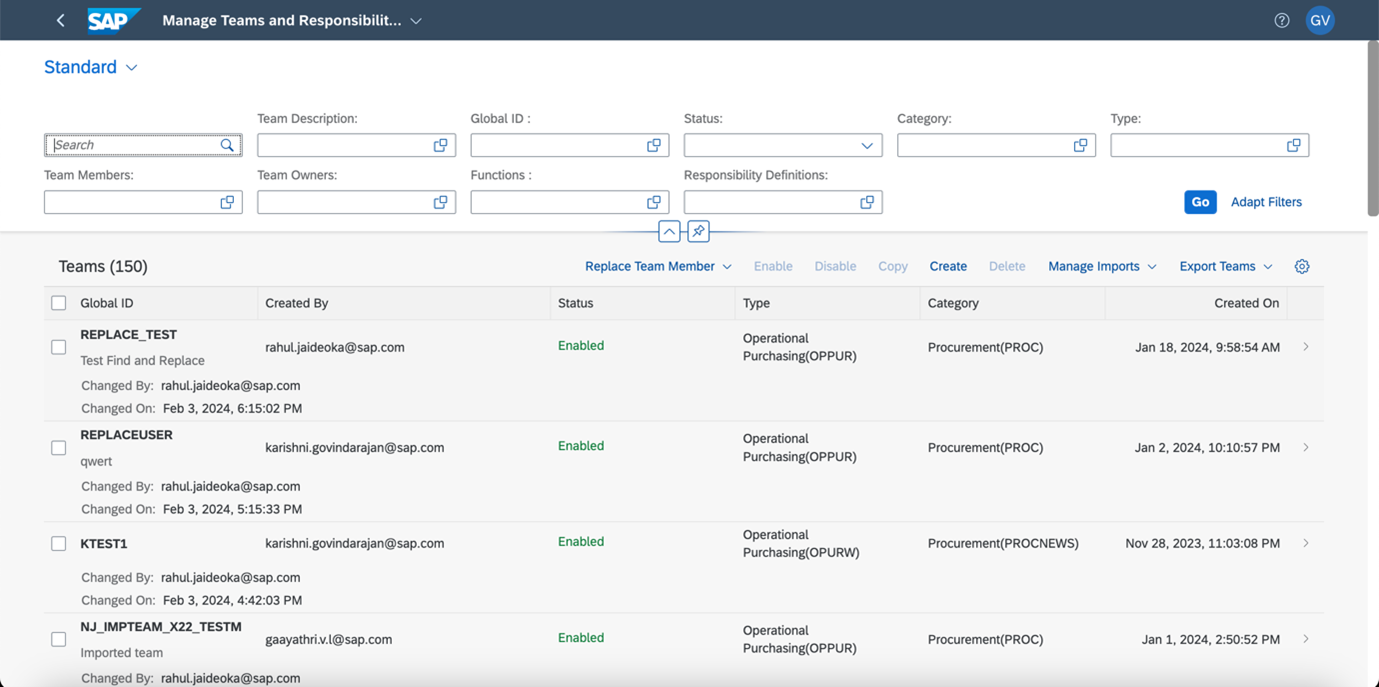 SAP Manage Teams and Responsibilit... GV
Standard
Team Description: Global ID : Status: Category: Type:
Search
Team Members: Team Owners: Functions : Responsibility Definitions:
Go Adapt Filters
Teams (150) Replace Team Member Enable Disable Copy Create Delete Manage Imports Export Teams
Global ID Created By Status Type Category Created On
REPLACE_TEST
Test Find and Replace
Changed By: rahul.jaideoka@sap.com
Changed On: Feb 3, 2024, 6:15:02 PM
rahul.jaideoka@sap.com
Enabled
Operational
Purchasing(OPPUR)
Procurement(PROC)
Jan 18, 2024, 9:58:54 AM
REPLACEUSER
qwert
Changed By: rahul.jaideoka@sap.com
Changed On: Feb 3, 2024, 5:15:33 PM
karishni.govindarajan@sap.com
Enabled
Operational
Purchasing(OPPUR)
Procurement(PROC)
Jan 2, 2024, 10:10:57 PM
KTEST1
Changed By: rahul.jaideoka@sap.com
Changed On: Feb 3, 2024, 4:42:03 PM
karishni.govindarajan@sap.com
Enabled
Operational
Purchasing(OPURW)
Procurement(PROCNEWS)
Nov 28, 2023, 11:03:08 PM
NJ_IMPTEAM_X22_TESTM
Imported team
Changed By: rahul.jaideoka@sap.com
gaayathri.v.l@sap.com
Enabled
Operational
Purchasing(OPPUR)
Procurement(PROC)
Jan 1, 2024, 2:50:52 PM